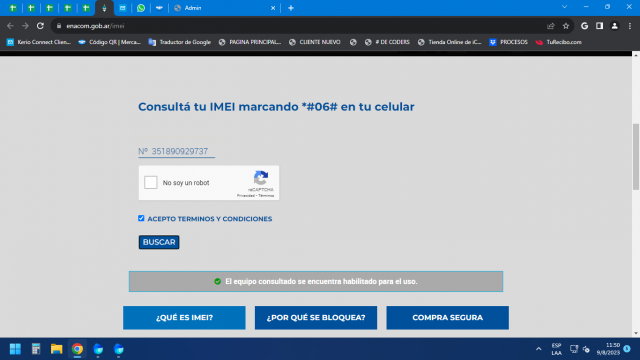 Admin
enacom.gob.ar/imei
Kerio Connect Clien... Código QR | Merca... Traductor de Google PAGINA PRINCIPAL... CLIENTE NUEVO # DE CODERS Tienda Online de iC... PROCESOS TuRecibo.com
Consultá tu IMEI marcando *#06# en tu celular
Nº 351890929737
No soy un robot
reCAPTCHA
Privacidad - Términos
ACEPTO TERMINOS Y CONDICIONES
BUSCAR
El equipo consultado se encuentra habilitado para el uso.
¿QUÉ ES IMEI? ¿POR QUÉ SE BLOQUEA? COMPRA SEGURA
ESP 11:50
LAA 9/8/2023